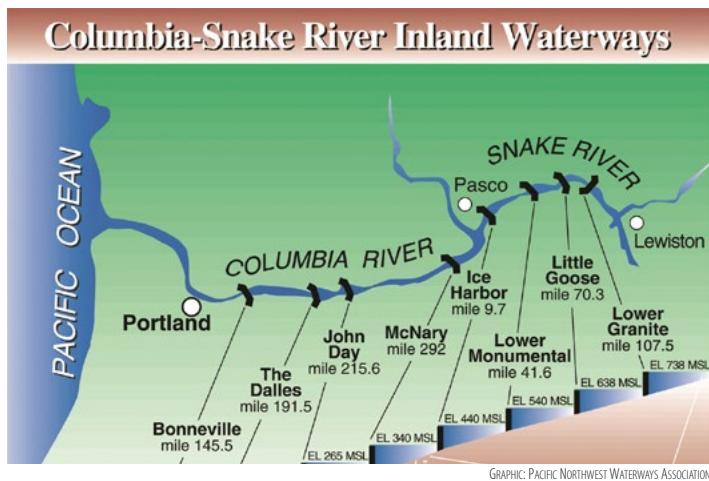 Columbia-Snake River Inland Waterways
PACIFIC OCEAN
SNAKE RIVER
Pasco
Lewiston
COLUMBIA RIVER
Portland
Ice
Harbor
mile 9.7
Little
Goose
mile 70.3
Lower
Granite
mile 107.5
McNary
mile 292
John
Day
mile 215.6
Lower
Monumental
mile 41.6
The
Dalles
mile 191.5
Bonneville
mile 145.5
EL 738 MSL
EL 638 MSL
EL 540 MSL
EL 440 MSL
EL 340 MSL
EL 265 MSL
GRAPHIC: PACIFIC NORTHWEST WATERWAYS ASSOCIATION